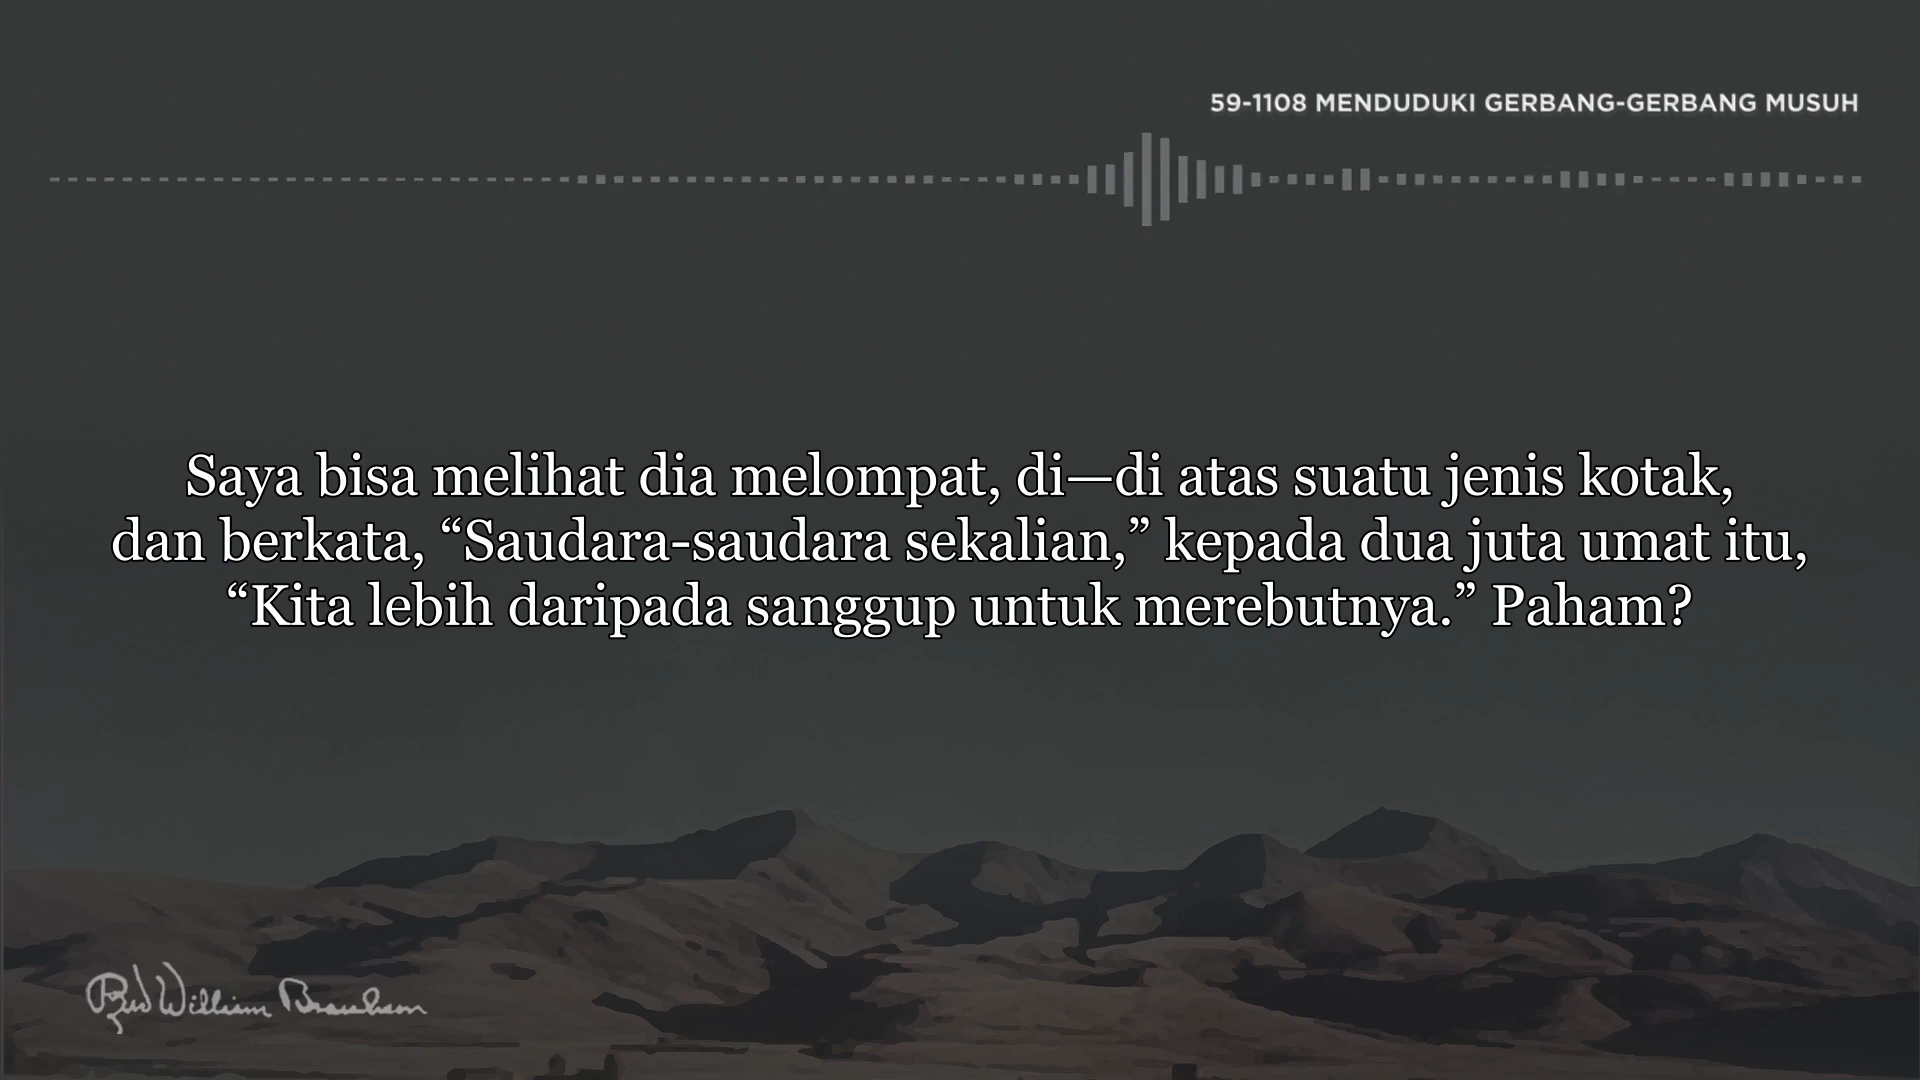 59-1108 MENDUDUKI GERBANG-GERBANG MUSUH
Saya bisa melihat dia melompat, di—di atas suatu jenis kotak,
dan berkata, “Saudara-saudara sekalian,” kepada dua juta umat itu,
“Kita lebih daripada sanggup untuk merebutnya.” Paham?
Rev William Branham